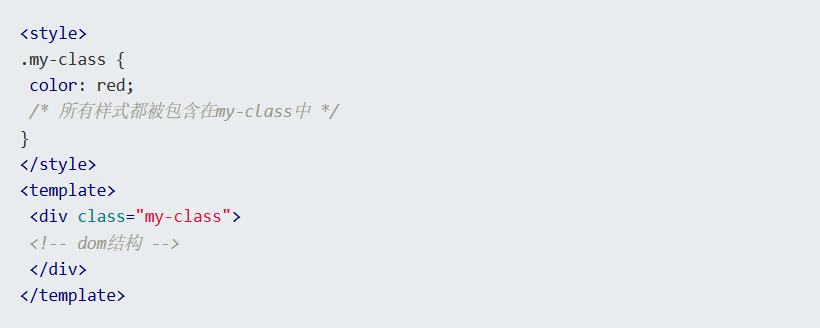 <style>
.my-class {
 color: red;
 /* 所有样式都被包含在my-class中 */
}
</style>
<template>
 <div class="my-class">
 <!-- dom结构 -->
 </div>
</template>